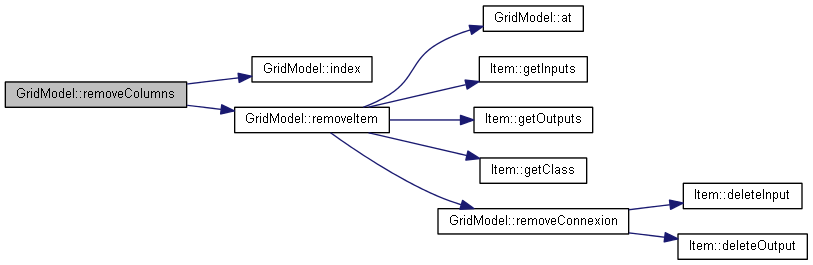 GridModel::removeColumns
GridModel::index
GridModel::removeItem
GridModel::at
Item::getInputs
Item::getOutputs
Item::getClass
GridModel::removeConnexion
Item::deleteInput
Item::deleteOutput